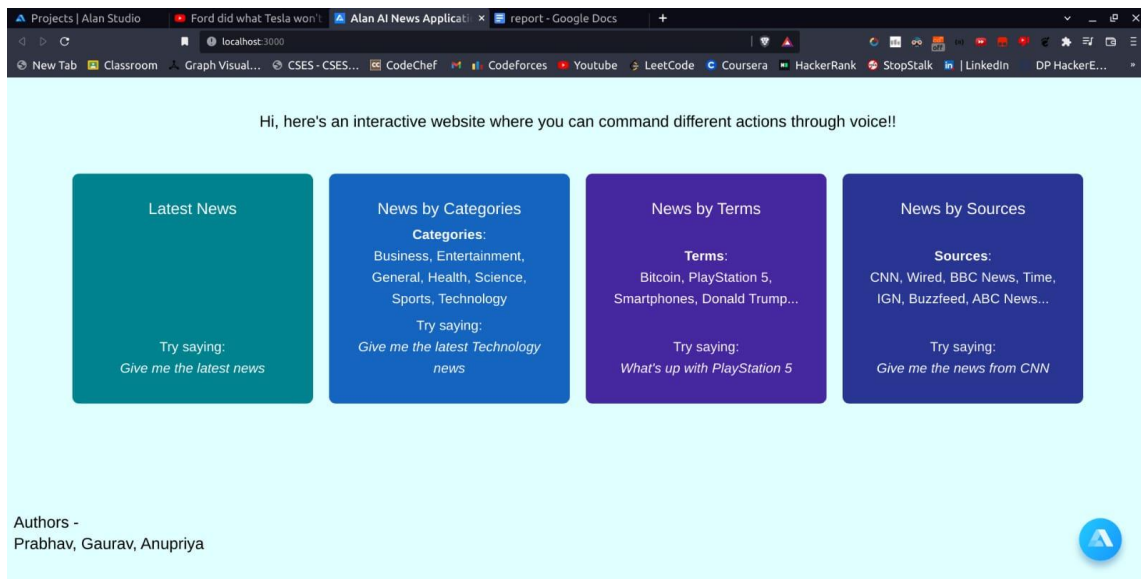 Projects | Alan Studio
Ford did what Tesla won't
Alan AI News Applicati
report - Google Docs
localhost:3000
New Tab
Classroom
Graph Visual...
CSES - CSES...
CodeChef
Codeforces
Youtube
LeetCode
Coursera
HackerRank
StopStalk
| LinkedIn
DP HackerE...
Hi, here's an interactive website where you can command different actions through voice!!
Latest News
Try saying:
Give me the latest news
News by Categories
Categories:
Business, Entertainment,
General, Health, Science,
Sports, Technology
Try saying:
Give me the latest Technology
news
News by Terms
Terms:
Bitcoin, PlayStation 5,
Smartphones, Donald Trump...
Try saying:
What's up with PlayStation 5
News by Sources
Sources:
CNN, Wired, BBC News, Time,
IGN, Buzzfeed, ABC News...
Try saying:
Give me the news from CNN
Authors -
Prabhav, Gaurav, Anupriya